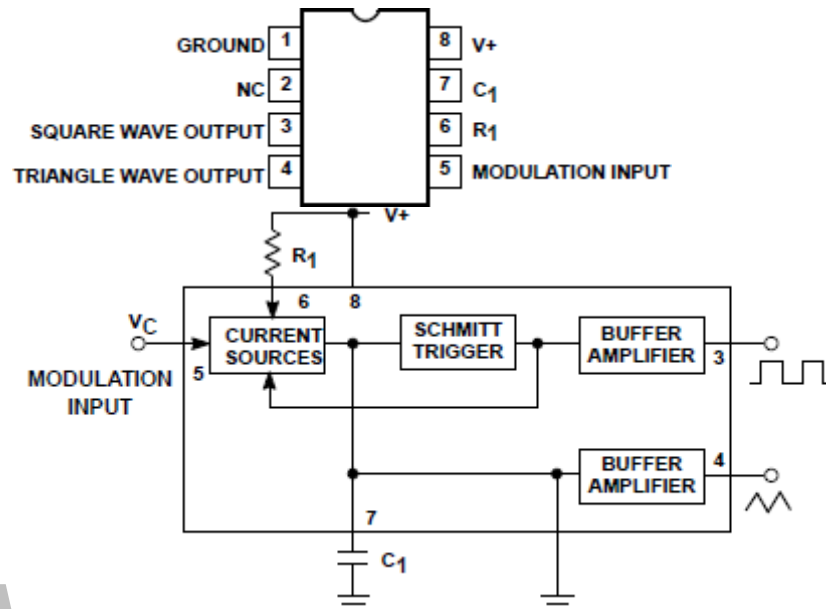 GROUND 1
NC 2
SQUARE WAVE OUTPUT 3
TRIANGLE WAVE OUTPUT 4
8 V+
7 C1
6 R1
5 MODULATION INPUT
V+
R1
6 8
VC
5
MODULATION
INPUT
CURRENT
SOURCES
SCHMITT
TRIGGER
BUFFER
AMPLIFIER
3
BUFFER
AMPLIFIER
4
7
C1